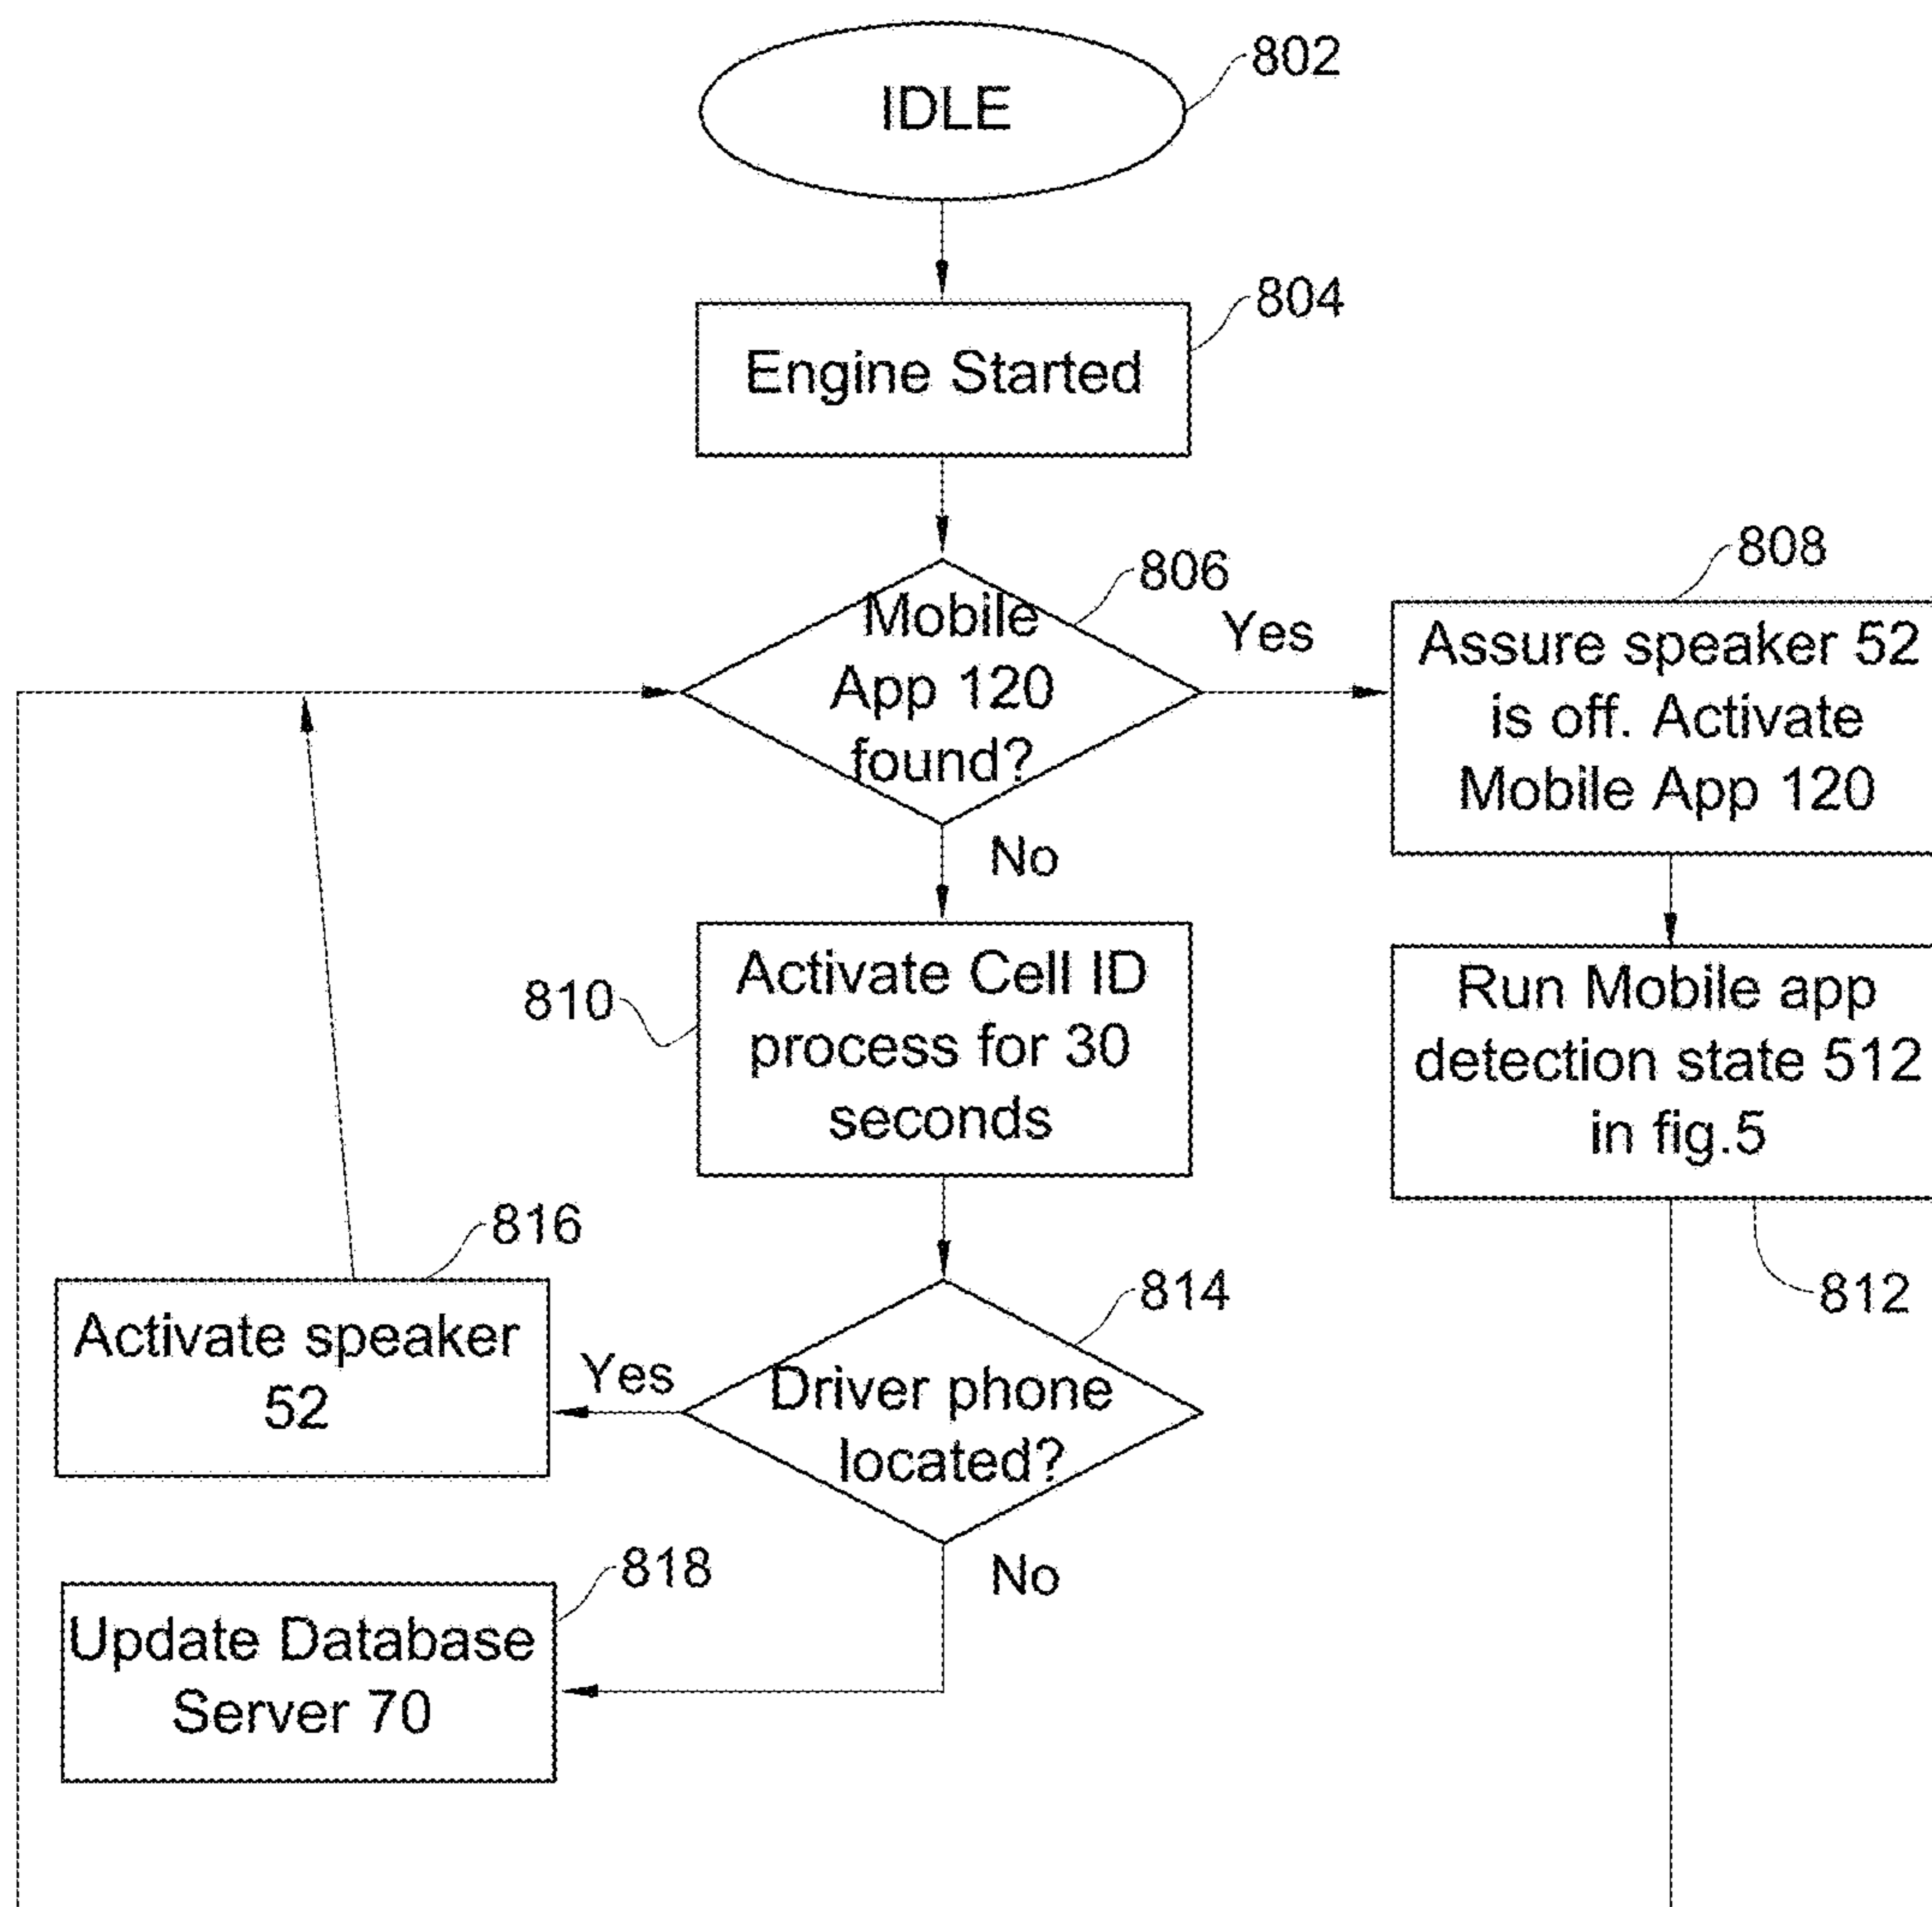 IDLE
802
Engine Started
804
Mobile
App 120
found?
806
Yes
No
808
Assure speaker 52
is off. Activate
Mobile App 120
810
Activate Cell ID
process for 30
seconds
Run Mobile app
detection state 512
in fig.5
812
814
Driver phone
located?
Yes
No
816
Activate speaker
52
818
Update Database
Server 70